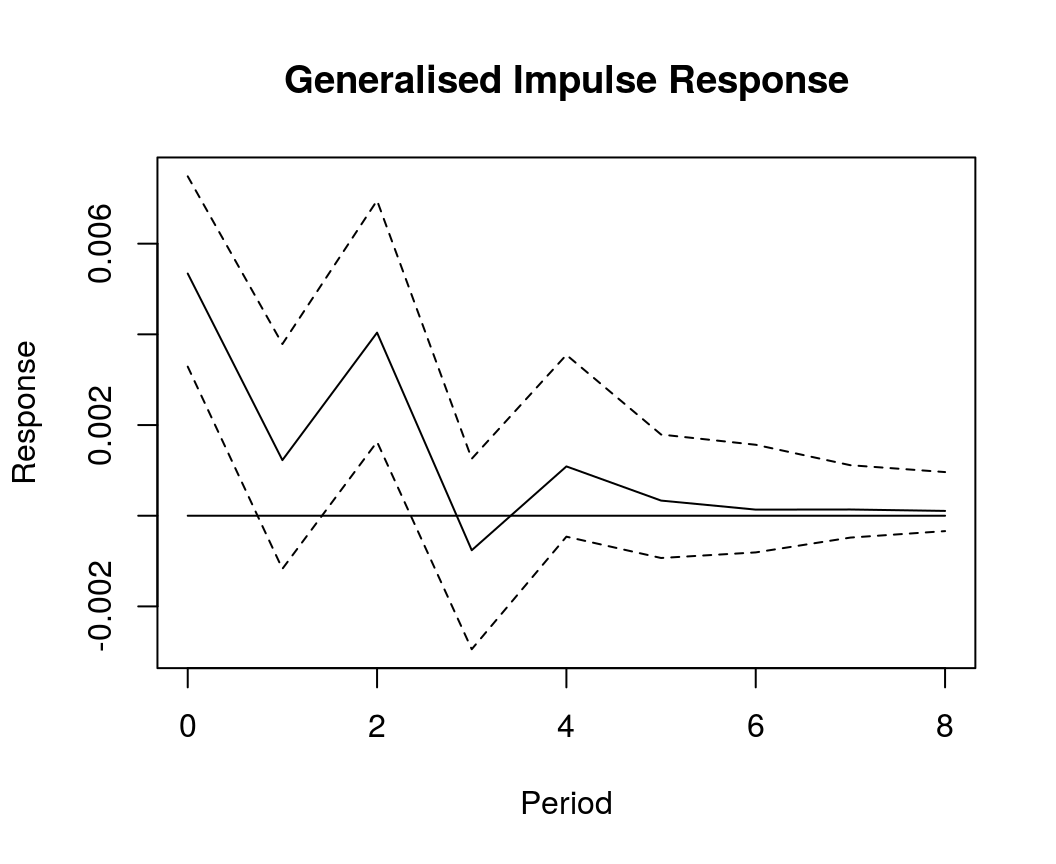 Generalised Impulse Response
0.006
0.002
-0.002
Response
0 2 4 6 8
Period